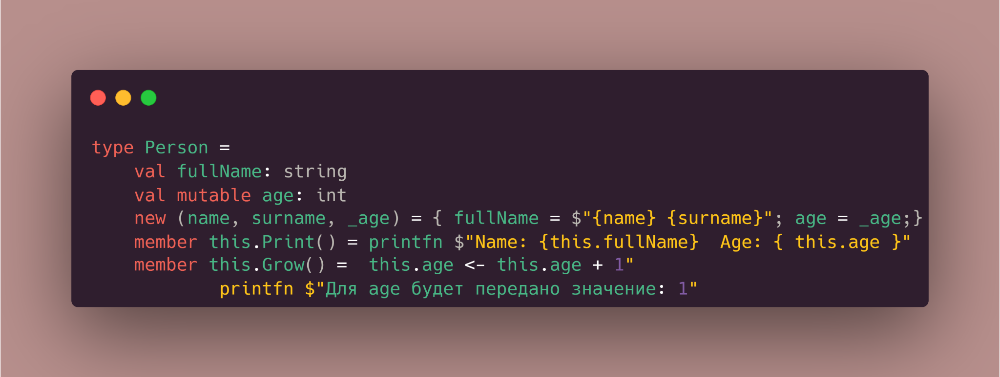 type Person =
    val fullName: string
    val mutable age: int
    new (name, surname, _age) = { fullName = $"{name} {surname}"; age = _age;}
    member this.Print() = printfn $"Name: {this.fullName}  Age: { this.age }"
    member this.Grow() =  this.age <- this.age + 1"
            printfn $"Для age будет передано значение: 1"